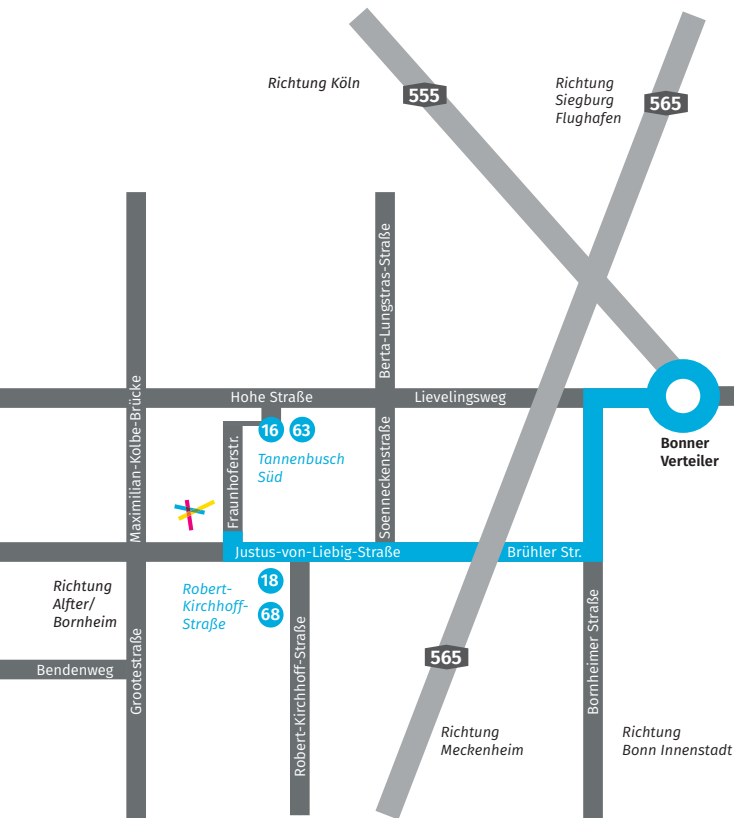 Richtung Köln
555
Richtung
Siegburg
Flughafen
565
Berta-Lungstras-Straße
Maximilian-Kolbe-Brücke
Hohe Straße
Lievelingsweg
16
63
Tannenbusch
Süd
Fraunhoferstr.
Soenneckenstraße
Bonner
Verteiler
Justus-von-Liebig-Straße
Brühler Str.
Richtung
Alfter/
Bornheim
Robert-
Kirchhoff-
Straße
18
68
Grootestraße
Bendenweg
Robert-Kirchhoff-Straße
565
Bornheimer Straße
Richtung
Meckenheim
Richtung
Bonn Innenstadt